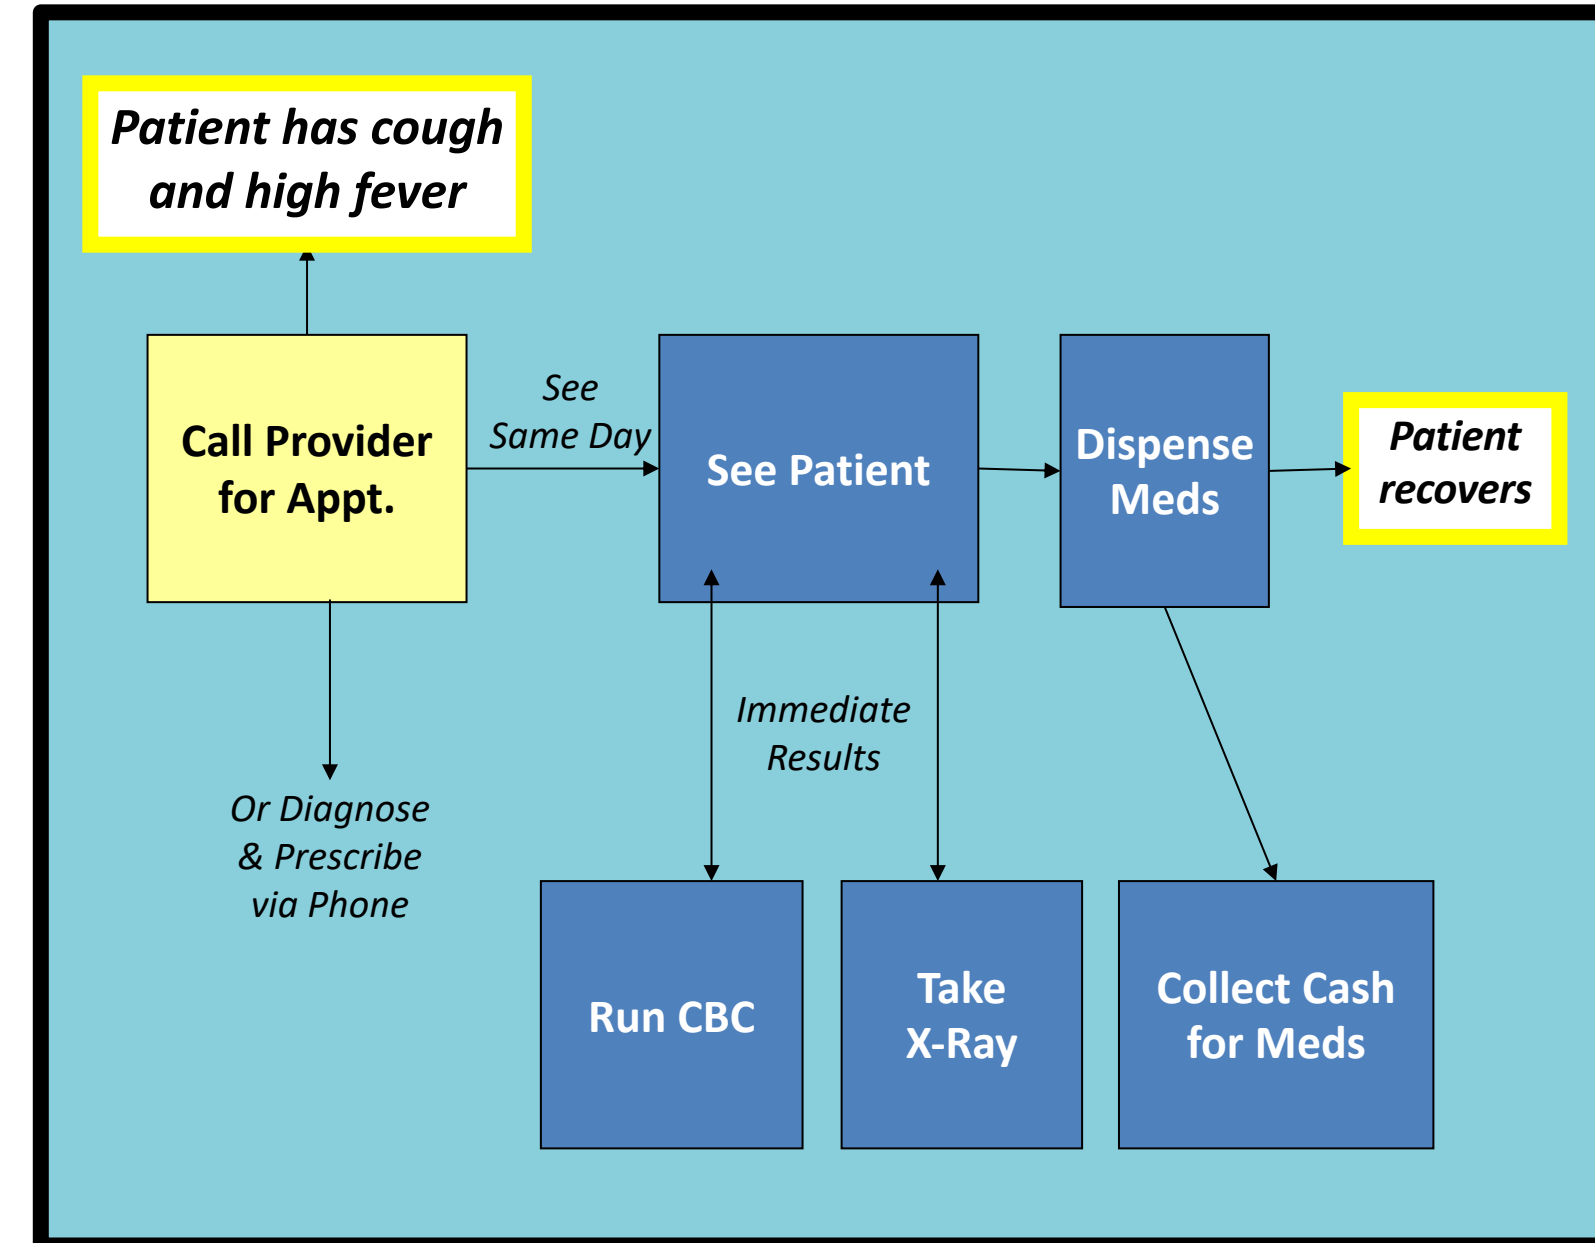 Patient has cough
and high fever
Call Provider
for Appt.
See
Same Day
See Patient
Dispense
Meds
Patient
recovers
Immediate
Results
Or Diagnose
& Prescribe
via Phone
Run CBC
Take
X-Ray
Collect Cash
for Meds